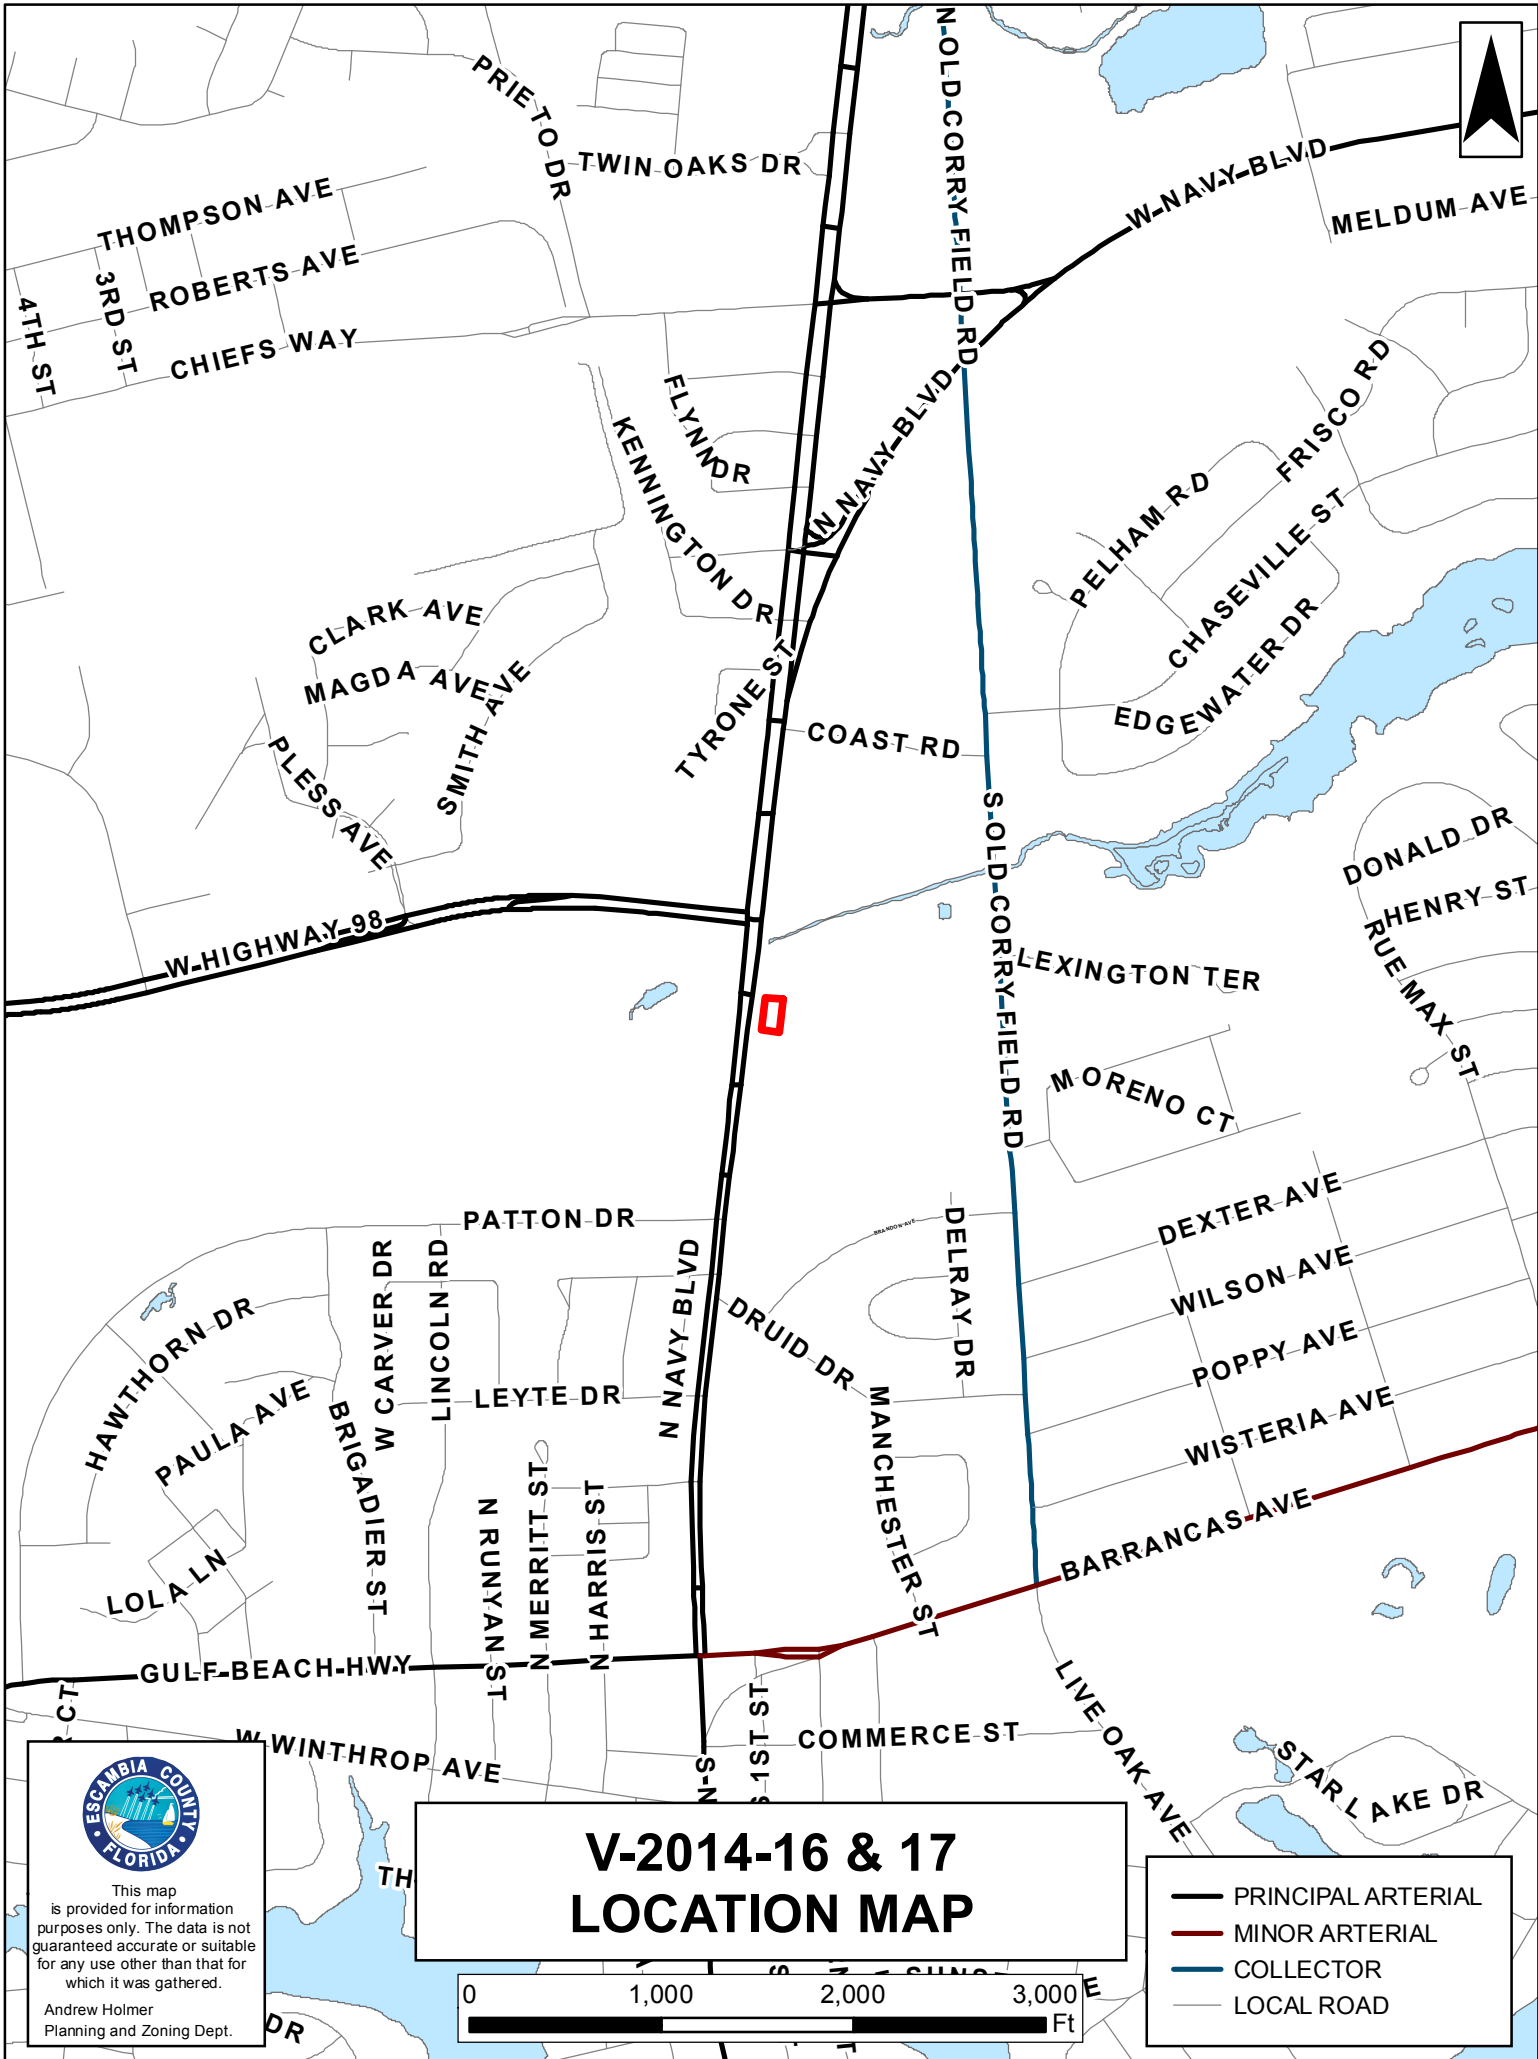 N OLD CORRY FIELD RD
PRIETO DR
TWIN OAKS DR
W NAVY BLVD
MELDUM AVE
THOMPSON AVE
3RD ST
ROBERTS AVE
4TH ST
CHIEFS WAY
FLYNN DR
KENNINGTON DR
N NAVY BLVD
FRISCO RD
PELHAM RD
CHASEVILLE ST
EDGEWATER DR
CLARK AVE
MAGDA AVE
SMITH AVE
PLESS AVE
TYRONE ST
COAST RD
S OLD CORRY FIELD RD
DONALD DR
HENRY ST
RUE MAX ST
W HIGHWAY 98
LEXINGTON TER
MORENO CT
PATTON DR
BRANDON AVE
DELRAY DR
DEXTER AVE
WILSON AVE
POPPY AVE
WISTERIA AVE
W CARVER DR
LINCOLN RD
N NAVY BLVD
DRUID DR
HAWTHORN DR
PAULA AVE
BRIGADIER ST
LEYTE DR
MANCHESTER ST
N RUNYAN ST
N MERRITT ST
N HARRIS ST
BARRANCAS AVE
LOLA LN
GULF BEACH HWY
R CT
W WINTHROP AVE
N S
S 1ST ST
COMMERCE ST
LIVE OAK AVE
STAR LAKE DR
TH
DR
E
ESCAMBIA COUNTY
FLORIDA
This map
is provided for information
purposes only. The data is not
guaranteed accurate or suitable
for any use other than that for
which it was gathered.
Andrew Holmer
Planning and Zoning Dept.
V-2014-16 & 17
LOCATION MAP
0 1,000 2,000 3,000
Ft
PRINCIPAL ARTERIAL
MINOR ARTERIAL
COLLECTOR
LOCAL ROAD